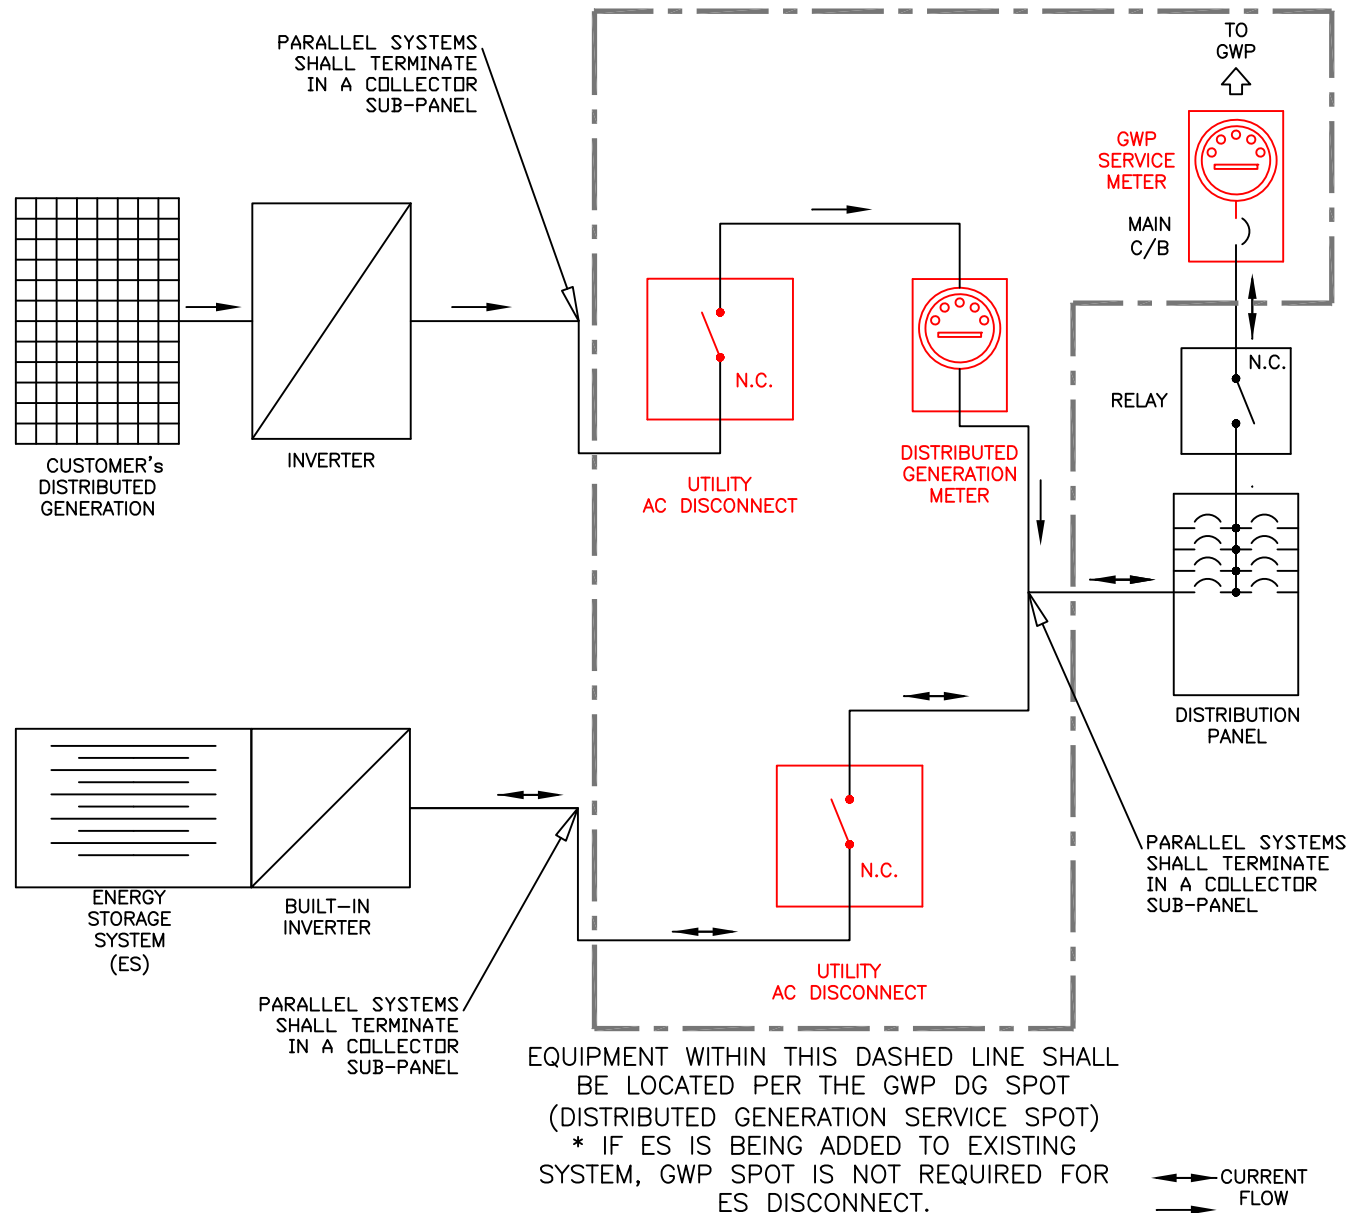 PARALLEL SYSTEMS
SHALL TERMINATE
IN A COLLECTOR
SUB-PANEL
TO
GWP
GWP
SERVICE
METER
MAIN
C/B
N.C.
RELAY
N.C.
CUSTOMER's
DISTRIBUTED
GENERATION
INVERTER
UTILITY
AC DISCONNECT
DISTRIBUTED
GENERATION
METER
DISTRIBUTION
PANEL
N.C.
ENERGY
STORAGE
SYSTEM
(ES)
BUILT-IN
INVERTER
UTILITY
AC DISCONNECT
PARALLEL SYSTEMS
SHALL TERMINATE
IN A COLLECTOR
SUB-PANEL
PARALLEL SYSTEMS
SHALL TERMINATE
IN A COLLECTOR
SUB-PANEL
EQUIPMENT WITHIN THIS DASHED LINE SHALL
BE LOCATED PER THE GWP DG SPOT
(DISTRIBUTED GENERATION SERVICE SPOT)
* IF ES IS BEING ADDED TO EXISTING
SYSTEM, GWP SPOT IS NOT REQUIRED FOR
ES DISCONNECT.
CURRENT
FLOW